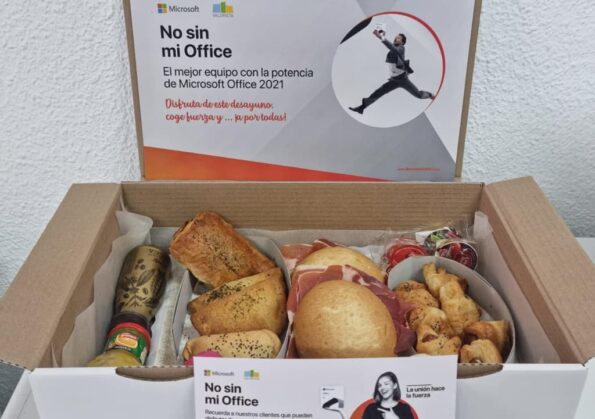 Microsoft
No sin
mi Office
El mejor equipo con la potencia
de Microsoft Office 2021
Disfruta de este desayuno,
coge fuerza y ... ¡a por todas!
Microsoft
No sin
mi Office
Recuerda a nuestros clientes que pueden
La unión hace
la fuerza